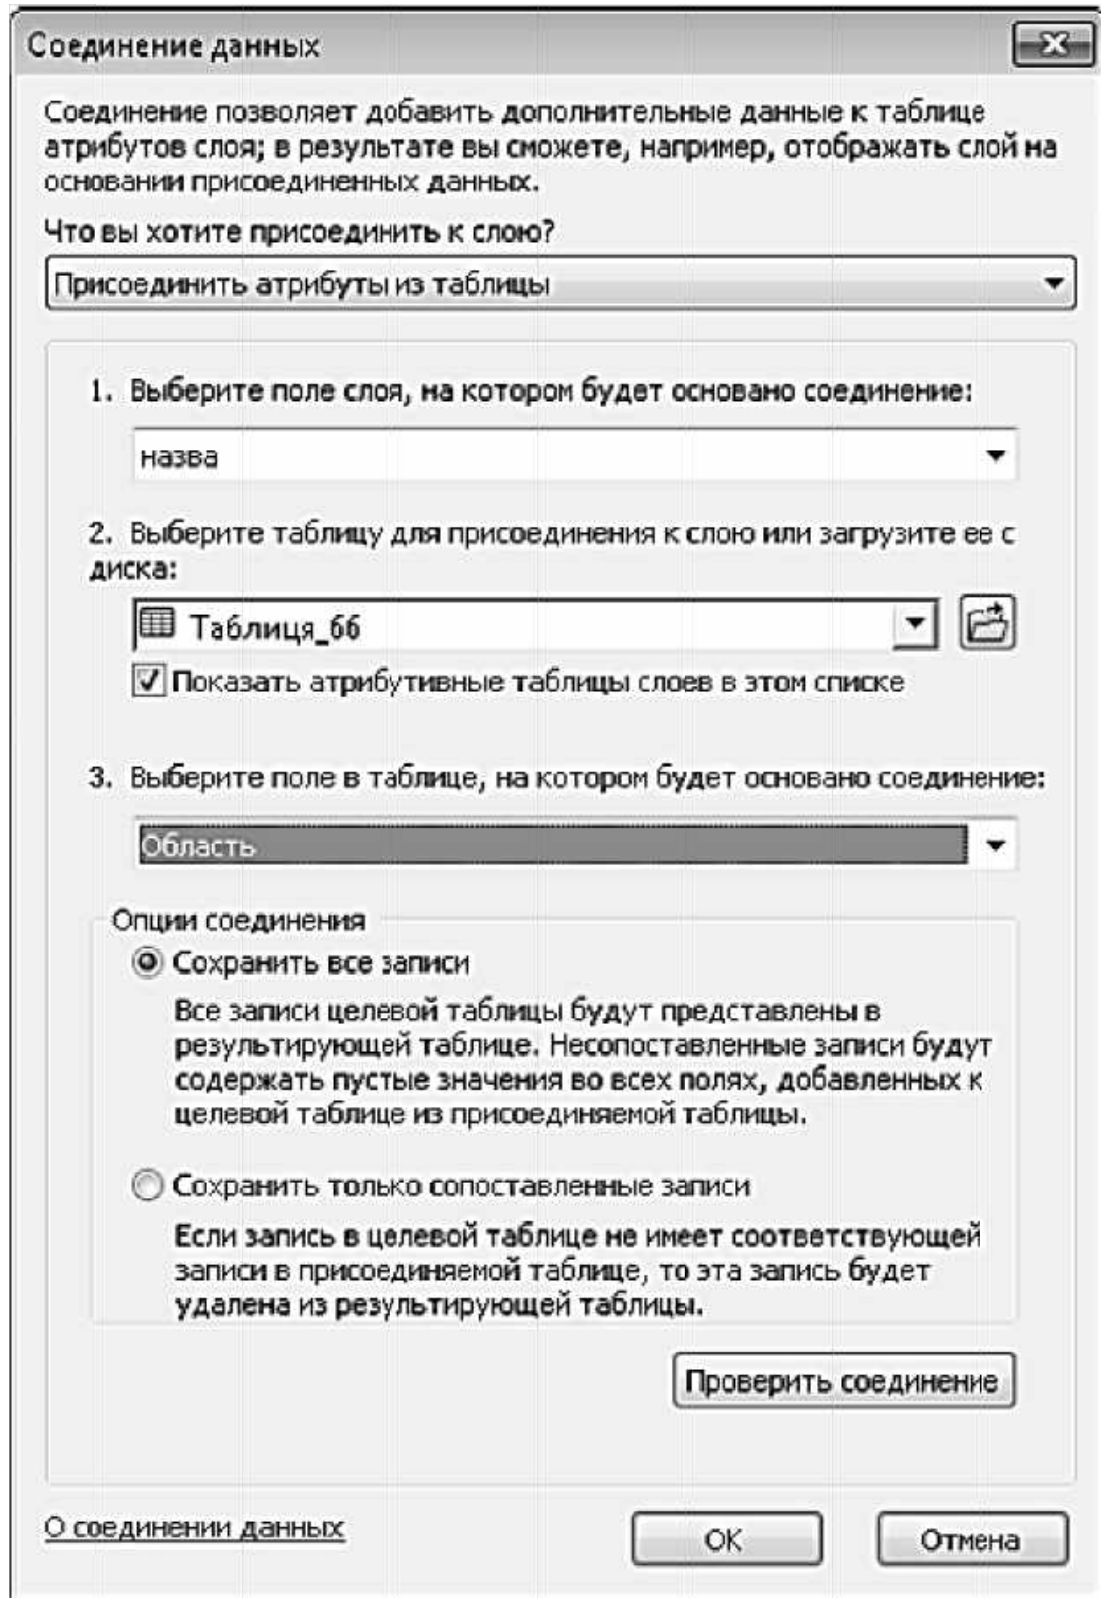 Соединение данных
Соединение позволяет добавить дополнительные данные к таблице
атрибутов слоя; в результате вы сможете, например, отображать слой на
основании присоединенных данных.
Что вы хотите присоединить к слою?
Присоединить атрибуты из таблицы
1. Выберите поле слоя, на котором будет основано соединение:
назва
2. Выберите таблицу для присоединения к слою или загрузите ее с
диска:
Таблиця_66
Показать атрибутивные таблицы слоев в этом списке
3. Выберите поле в таблице, на котором будет основано соединение:
Область
Опции соединения
Сохранить все записи
Все записи целевой таблицы будут представлены в
результирующей таблице. Несопоставленные записи будут
содержать пустые значения во всех полях, добавленных к
целевой таблице из присоединяемой таблицы.
Сохранить только сопоставленные записи
Если запись в целевой таблице не имеет соответствующей
записи в присоединяемой таблице, то эта запись будет
удалена из результирующей таблицы.
Проверить соединение
О соединении данных
OK
Отмена